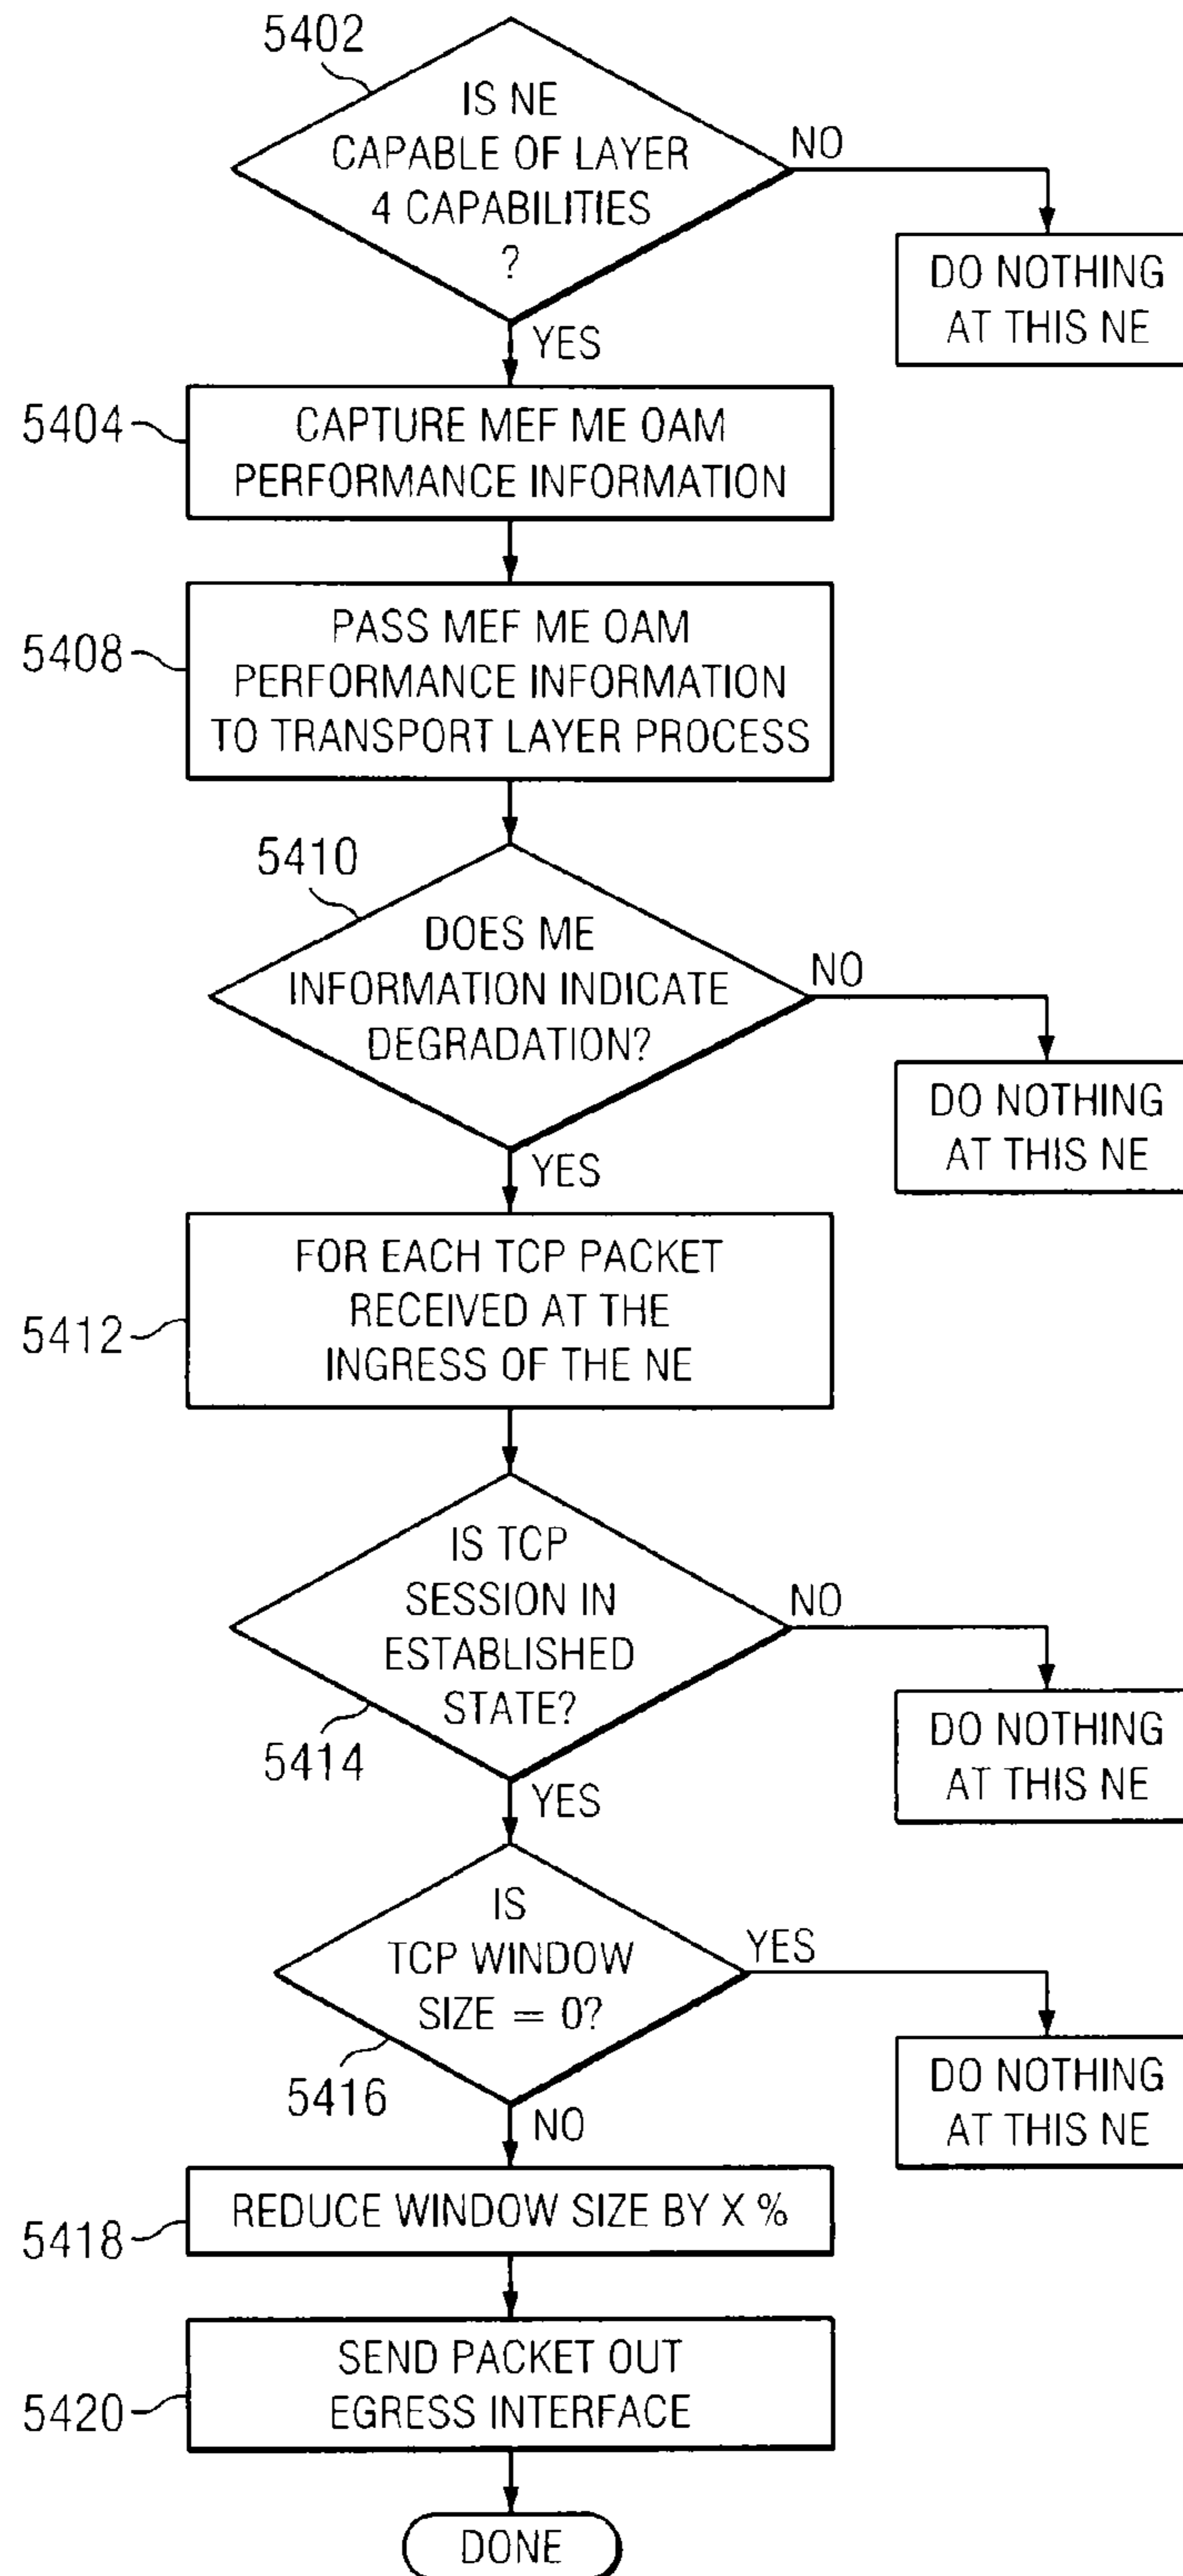 5402
IS NE
CAPABLE OF LAYER
4 CAPABILITIES
?
NO
DO NOTHING
AT THIS NE
YES
5404
CAPTURE MEF ME OAM
PERFORMANCE INFORMATION
5408
PASS MEF ME OAM
PERFORMANCE INFORMATION
TO TRANSPORT LAYER PROCESS
5410
DOES ME
INFORMATION INDICATE
DEGRADATION?
NO
DO NOTHING
AT THIS NE
YES
5412
FOR EACH TCP PACKET
RECEIVED AT THE
INGRESS OF THE NE
IS TCP
SESSION IN
ESTABLISHED
STATE?
5414
NO
DO NOTHING
AT THIS NE
YES
IS
TCP WINDOW
SIZE = 0?
5416
YES
DO NOTHING
AT THIS NE
NO
5418
REDUCE WINDOW SIZE BY X %
5420
SEND PACKET OUT
EGRESS INTERFACE
DONE